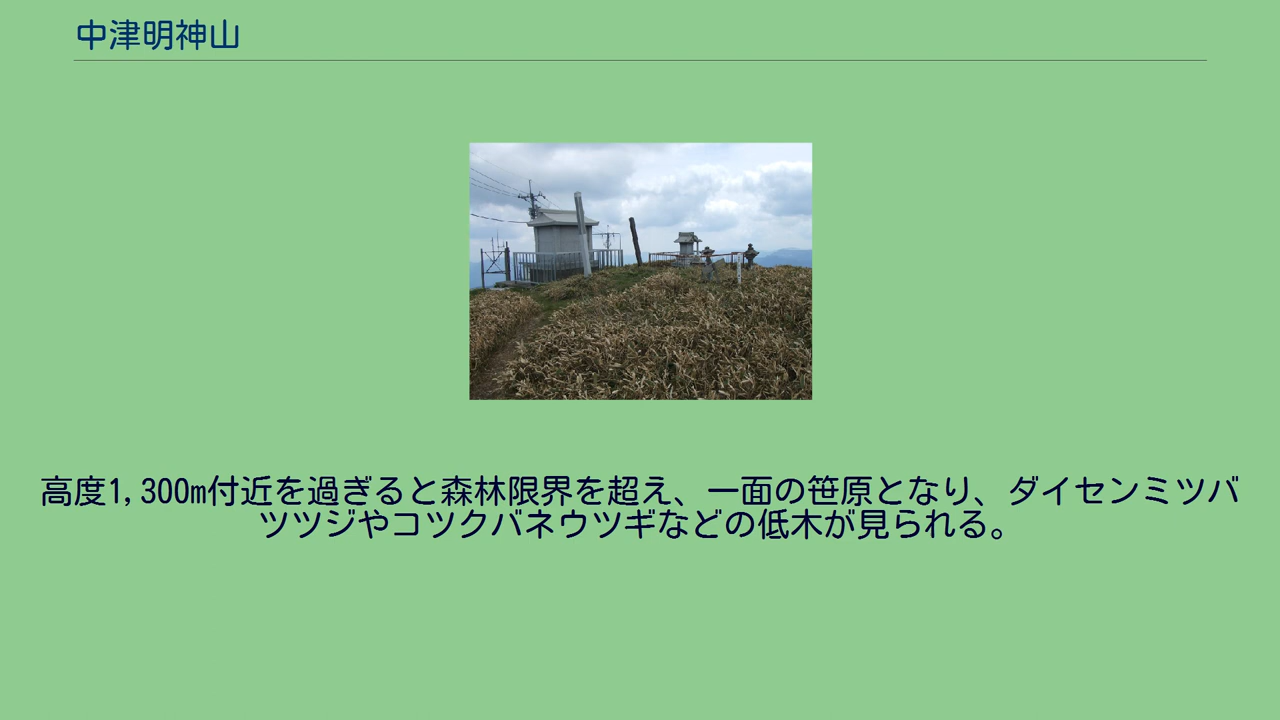 中津明神山
高度1,300m付近を過ぎると森林限界を超え、一面の笹原となり、ダイセンミツバ
ツツジやコツクバネウツギなどの低木が見られる。